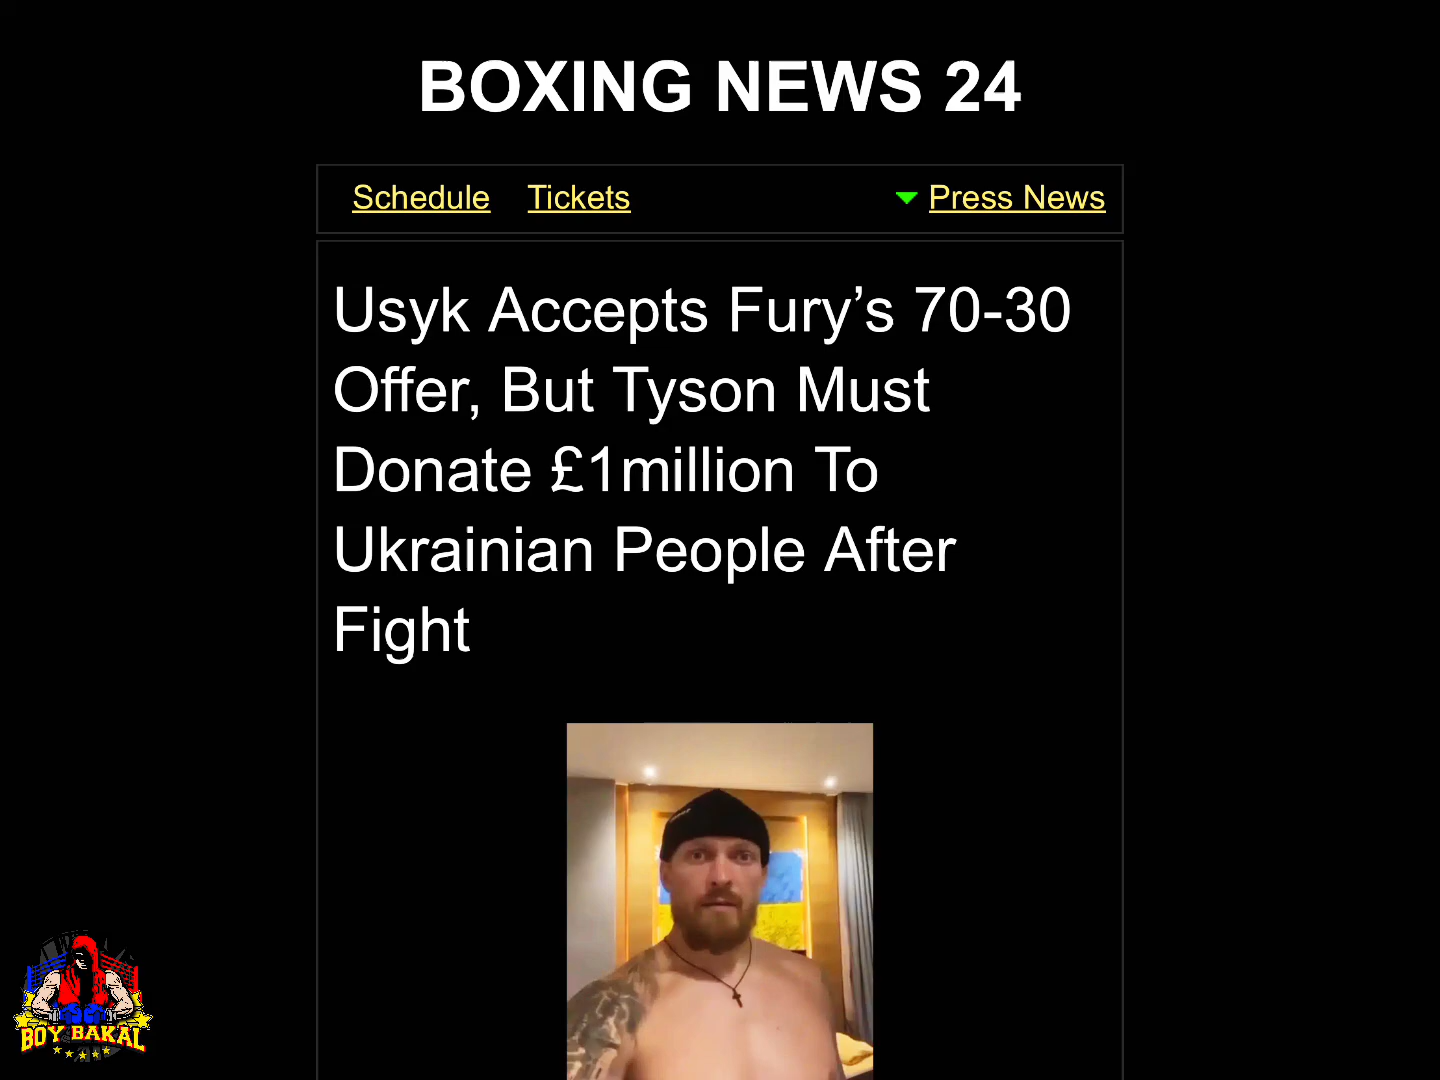 BOXING NEWS 24
Schedule Tickets Press News
Usyk Accepts Fury’s 70-30
Offer, But Tyson Must
Donate £1million To
Ukrainian People After
Fight
BOY BAKAL